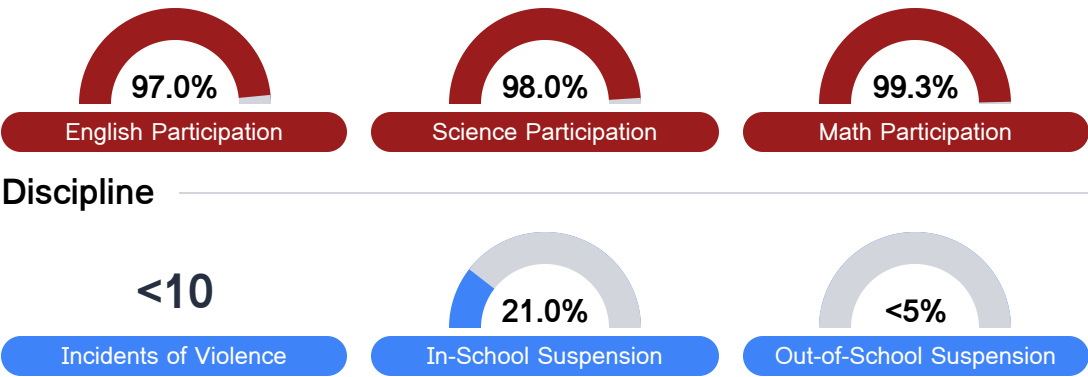 97.0% 98.0% 99.3%
English Participation Science Participation Math Participation
Discipline
<10 21.0% <5%
Incidents of Violence In-School Suspension Out-of-School Suspension